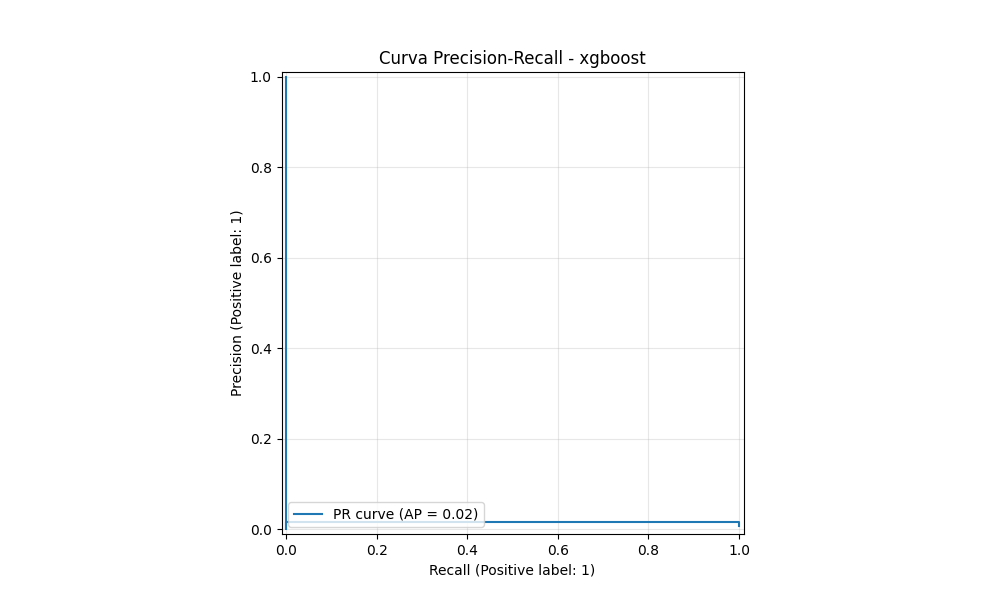 Curva Precision-Recall - xgboost
1.0
0.8
0.6
0.4
0.2
0.0
Precision (Positive label: 1)
PR curve (AP = 0.02)
0.0 0.2 0.4 0.6 0.8 1.0
Recall (Positive label: 1)